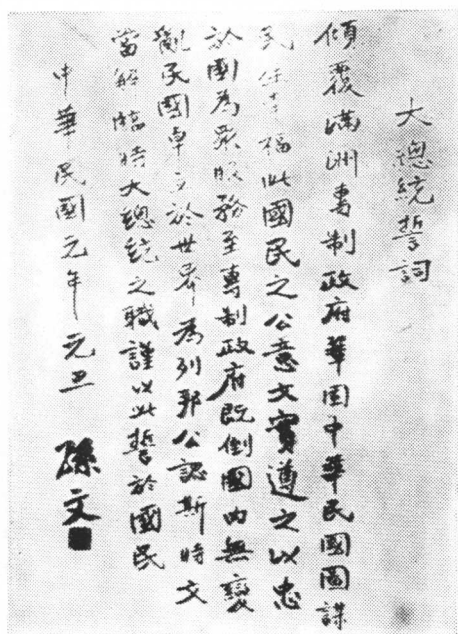 大總統誓詞
傾覆滿洲專制政府鞏固中華民國圖謀
民生幸福此國民之公意文實遵之以忠
於國為眾服務至專制政府既倒國內無變
亂民國卓立於世界為列邦公認斯時文
當解臨時大總統之職謹以此誓於國民
中華民國元年元旦 孫文